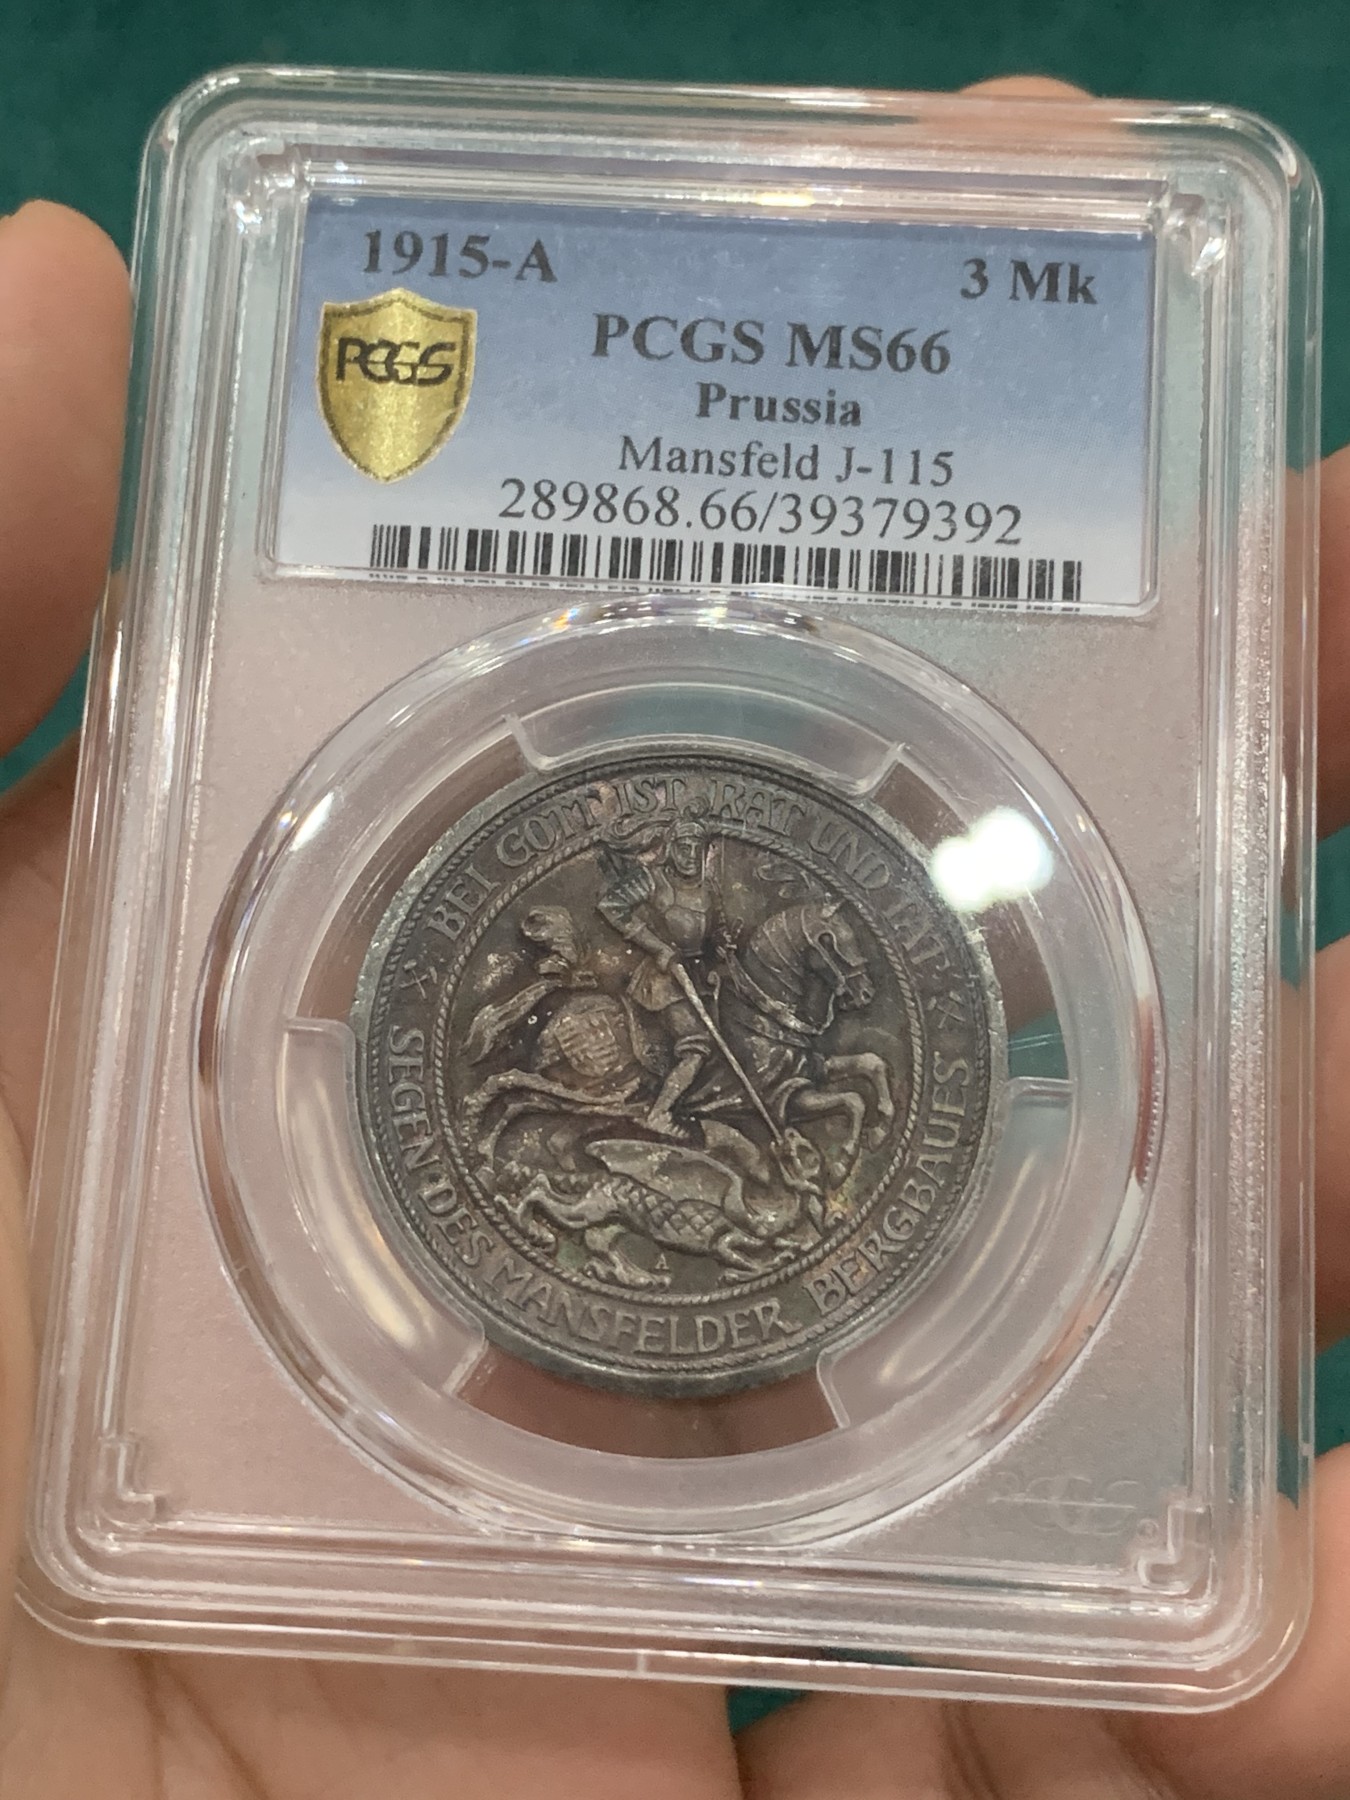 1915-A 3 Mk
PCGS
PCGS MS66
Prussia
Mansfeld J-115
289868.66/39379392
BEI GOTT IST RAT UND TAT
SEGEN·DES MANSFELDER BERGBAUES
A
PCGS